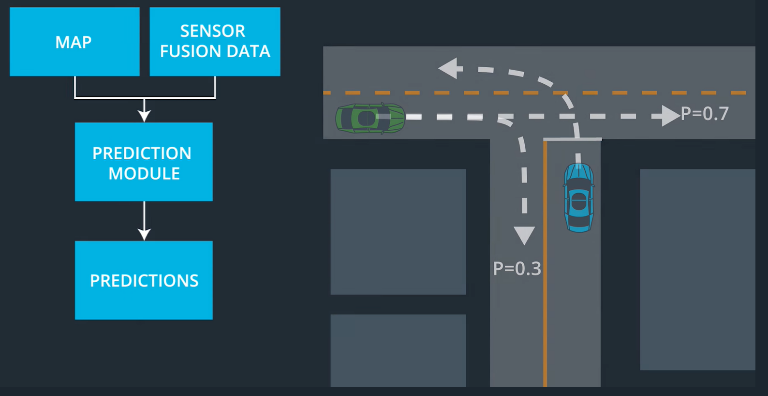 MAP
SENSOR
FUSION DATA
PREDICTION
MODULE
PREDICTIONS
P=0.7
P=0.3